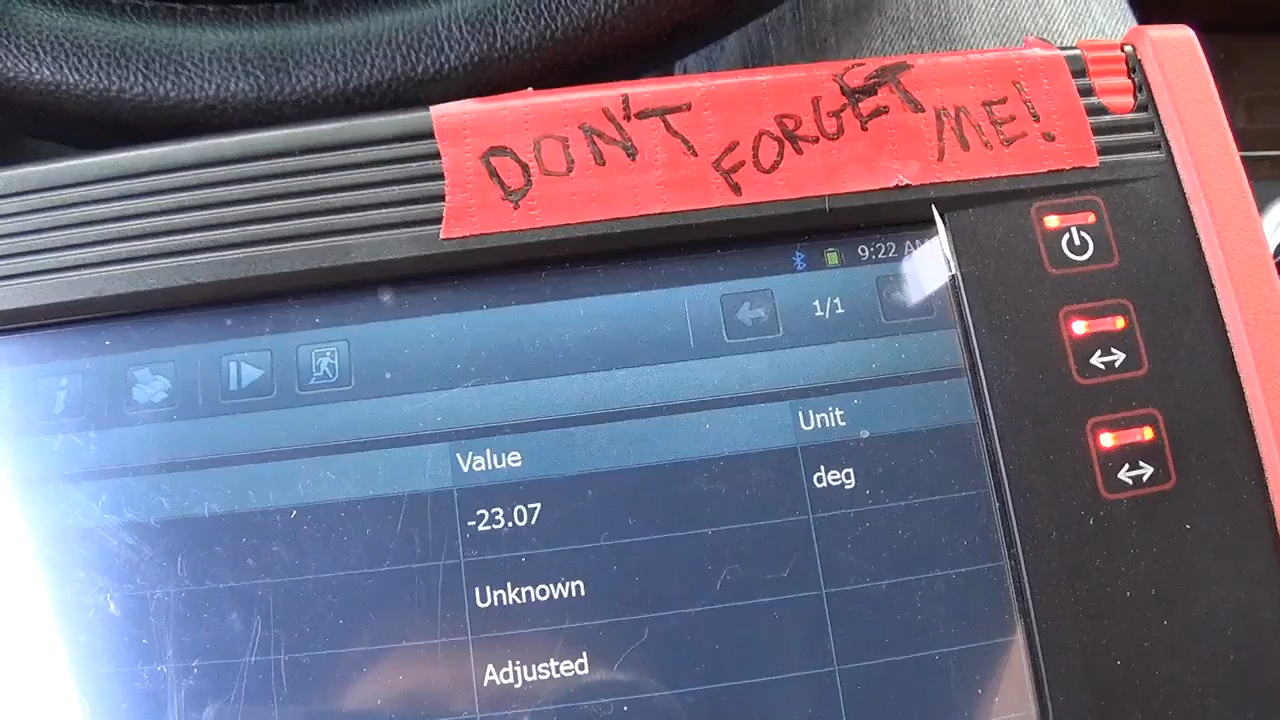 DON'T FORGET ME!
9:22 AM
1/1
Value Unit
-23.07 deg
Unknown
Adjusted